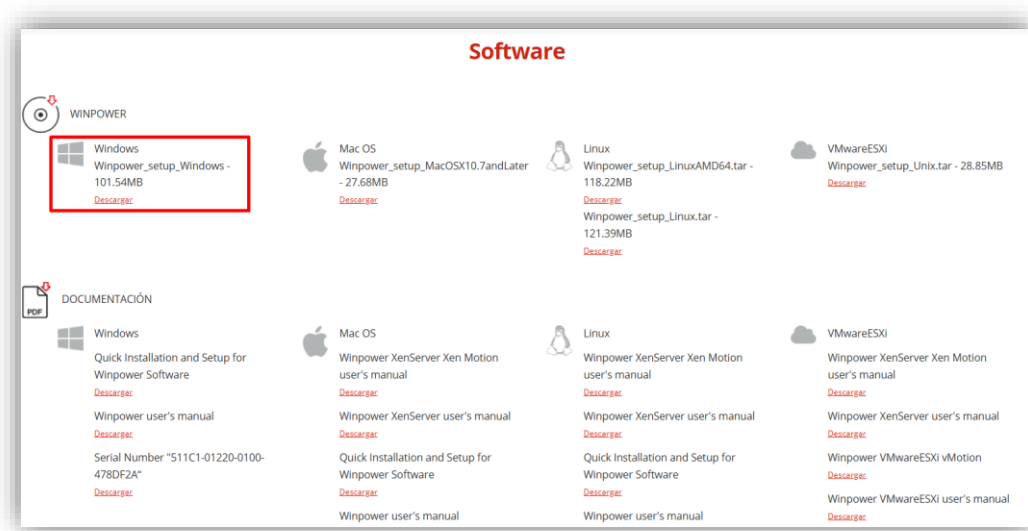 Software
WINPOWER
Windows
Winpower_setup_Windows -
101.54MB
Descargar
Mac OS
Winpower_setup_MacOSX10.7andLater
- 27.68MB
Descargar
Linux
Winpower_setup_LinuxAMD64.tar -
118.22MB
Descargar
Winpower_setup_Linux.tar -
121.39MB
Descargar
VMwareESXi
Winpower_setup_Unix.tar - 28.85MB
Descargar
PDF
DOCUMENTACIÓN
Windows
Quick Installation and Setup for
Winpower Software
Descargar
Winpower user's manual
Descargar
Serial Number "511C1-01220-0100-
478DF2A"
Descargar
Mac OS
Winpower XenServer Xen Motion
user's manual
Descargar
Winpower XenServer user's manual
Descargar
Quick Installation and Setup for
Winpower Software
Descargar
Winpower user's manual
Linux
Winpower XenServer Xen Motion
user's manual
Descargar
Winpower XenServer user's manual
Descargar
Quick Installation and Setup for
Winpower Software
Descargar
Winpower user's manual
VMwareESXi
Winpower XenServer Xen Motion
user's manual
Descargar
Winpower XenServer user's manual
Descargar
Winpower VMwareESXi vMotion
Descargar
Winpower VMwareESXi user's manual
Descargar